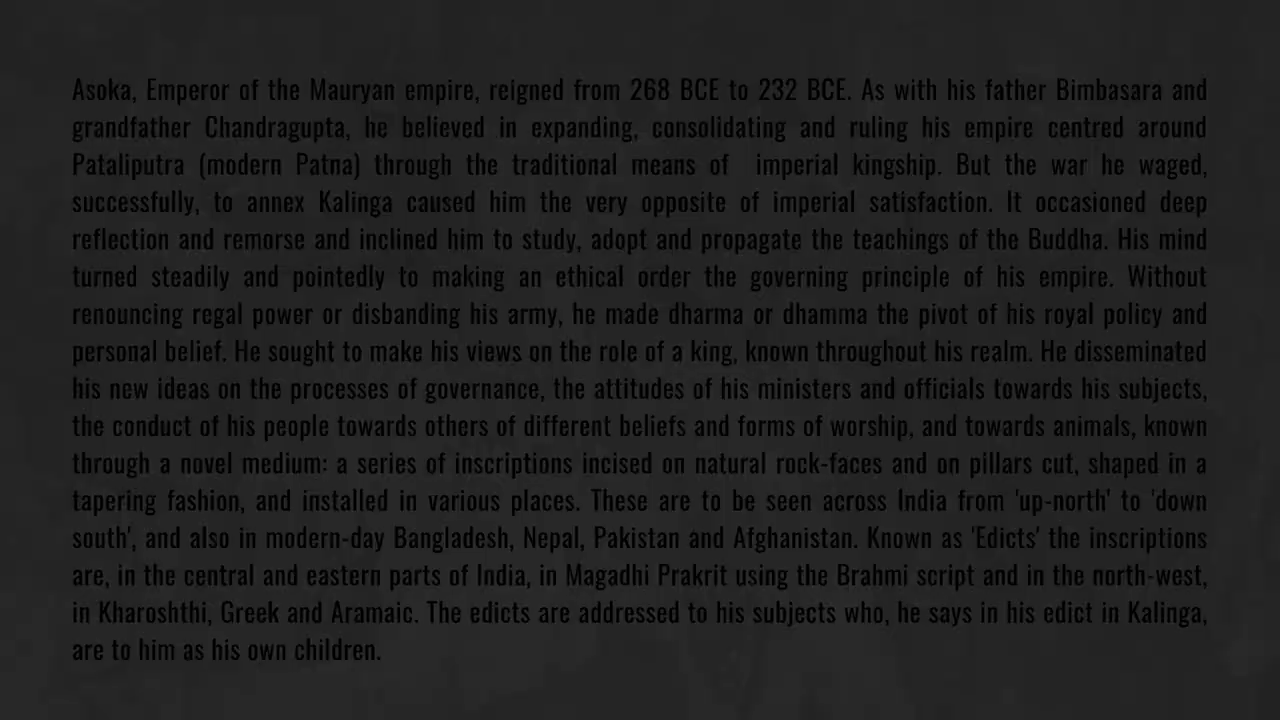 Asoka, Emperor of the Mauryan empire, reigned from 268 BCE to 232 BCE. As with his father Bimbasara and
grandfather Chandragupta, he believed in expanding, consolidating and ruling his empire centred around
Pataliputra (modern Patna) through the traditional means of  imperial kingship. But the war he waged,
successfully, to annex Kalinga caused him the very opposite of imperial satisfaction. It occasioned deep
reflection and remorse and inclined him to study, adopt and propagate the teachings of the Buddha. His mind
turned steadily and pointedly to making an ethical order the governing principle of his empire. Without
renouncing regal power or disbanding his army, he made dharma or dhamma the pivot of his royal policy and
personal belief. He sought to make his views on the role of a king, known throughout his realm. He disseminated
his new ideas on the processes of governance, the attitudes of his ministers and officials towards his subjects,
the conduct of his people towards others of different beliefs and forms of worship, and towards animals, known
through a novel medium: a series of inscriptions incised on natural rock-faces and on pillars cut, shaped in a
tapering fashion, and installed in various places. These are to be seen across India from 'up-north' to 'down
south', and also in modern-day Bangladesh, Nepal, Pakistan and Afghanistan. Known as 'Edicts' the inscriptions
are, in the central and eastern parts of India, in Magadhi Prakrit using the Brahmi script and in the north-west,
in Kharoshthi, Greek and Aramaic. The edicts are addressed to his subjects who, he says in his edict in Kalinga,
are to him as his own children.